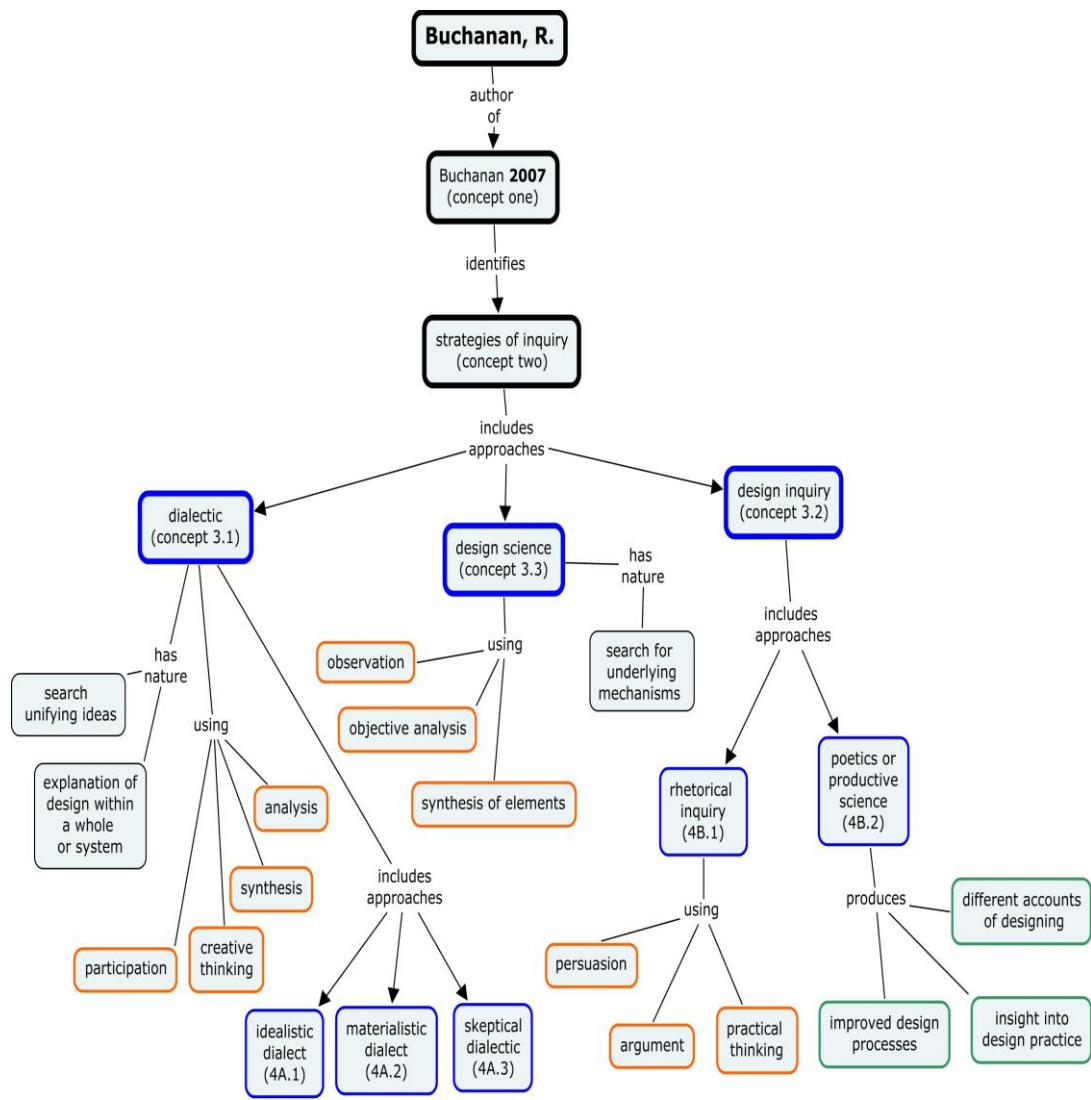 Buchanan, R.
author
of
Buchanan 2007
(concept one)
identifies
strategies of inquiry
(concept two)
includes
approaches
dialectic
(concept 3.1)
design science
(concept 3.3)
design inquiry
(concept 3.2)
has
nature
search
unifying ideas
explanation of
design within
a whole
or system
using
analysis
synthesis
creative
thinking
participation
includes
approaches
idealistic
dialect
(4A.1)
materialistic
dialect
(4A.2)
skeptical
dialectic
(4A.3)
using
observation
objective analysis
synthesis of elements
has
nature
search for
underlying
mechanisms
includes
approaches
rhetorical
inquiry
(4B.1)
poetics or
productive
science
(4B.2)
using
persuasion
argument
practical
thinking
produces
different accounts
of designing
improved design
processes
insight into
design practice